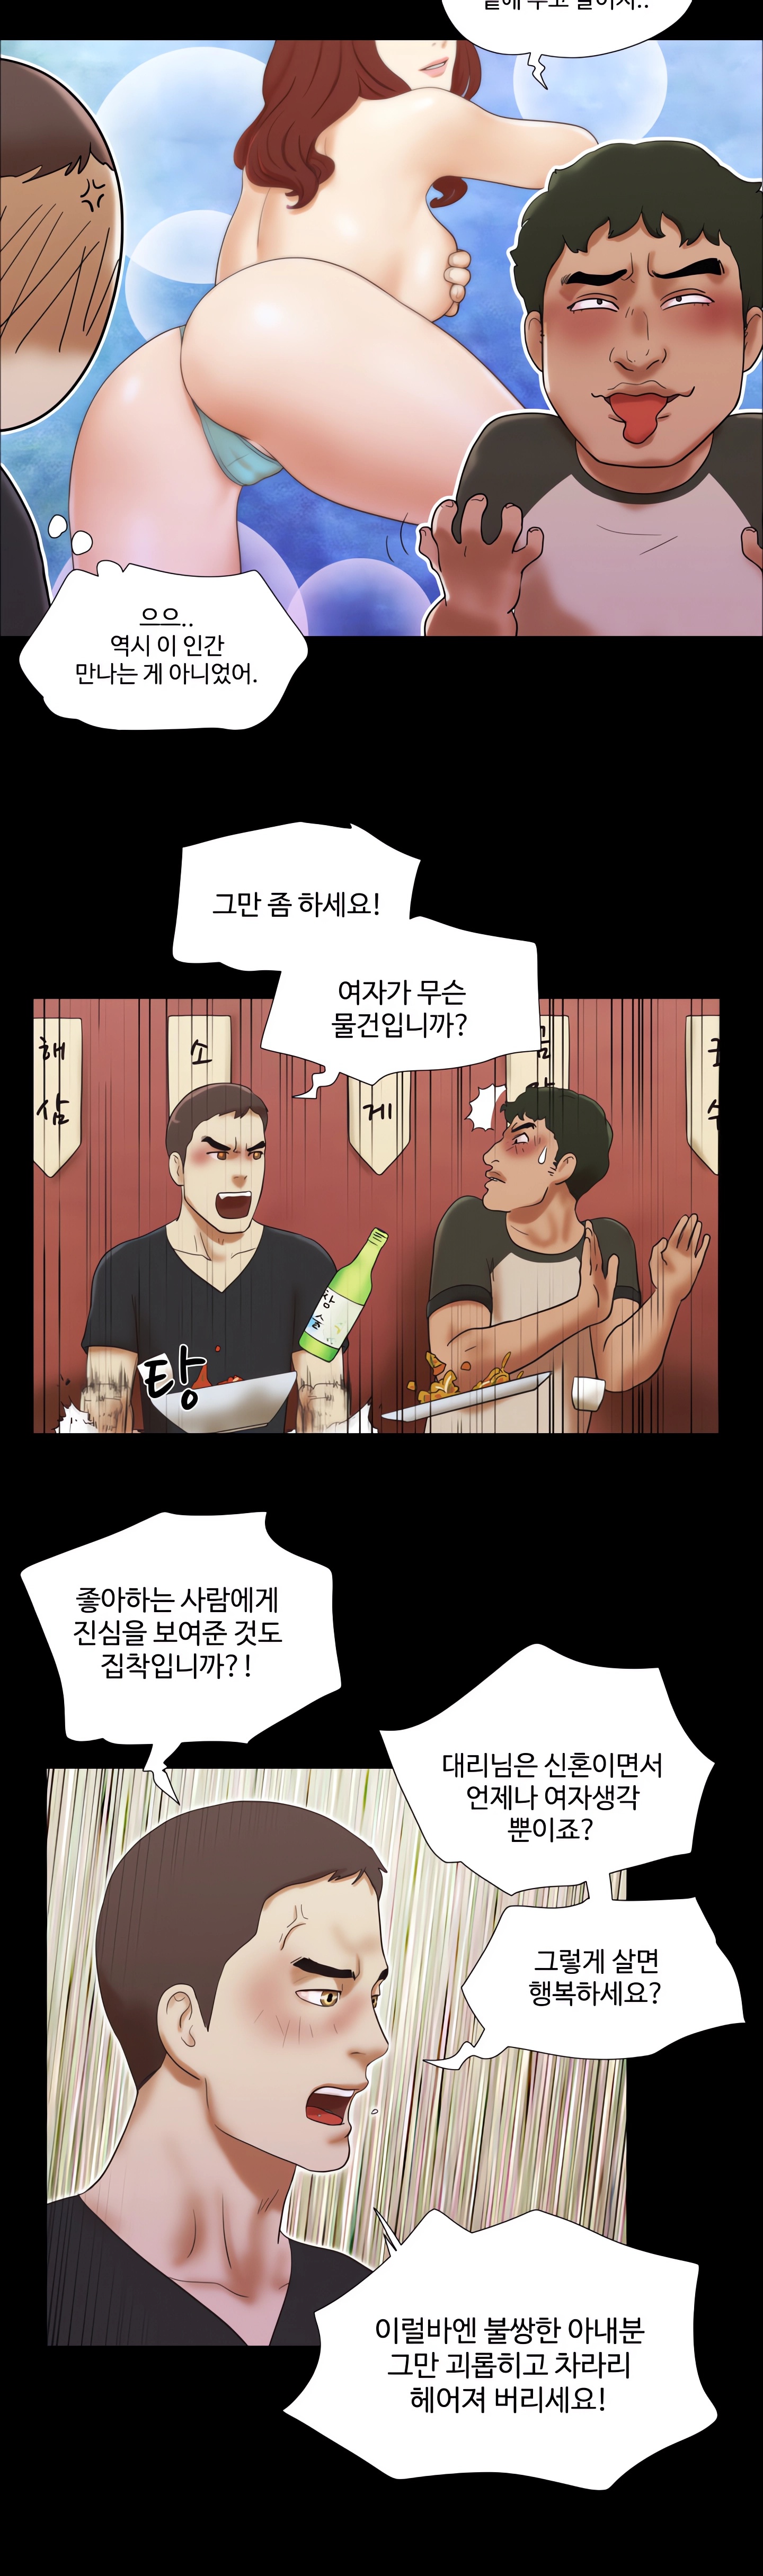 으으..
역시 이 인간
만나는 게 아니었어.
그만 좀 하세요!
여자가 무슨
물건입니까?
해삼
소
게
탕
좋아하는 사람에게
진심을 보여준 것도
집착입니까?!
대리님은 신혼이면서
언제나 여자생각
뿐이죠?
그렇게 살면
행복하세요?
이럴바엔 불쌍한 아내분
그만 괴롭히고 차라리
헤어져 버리세요!